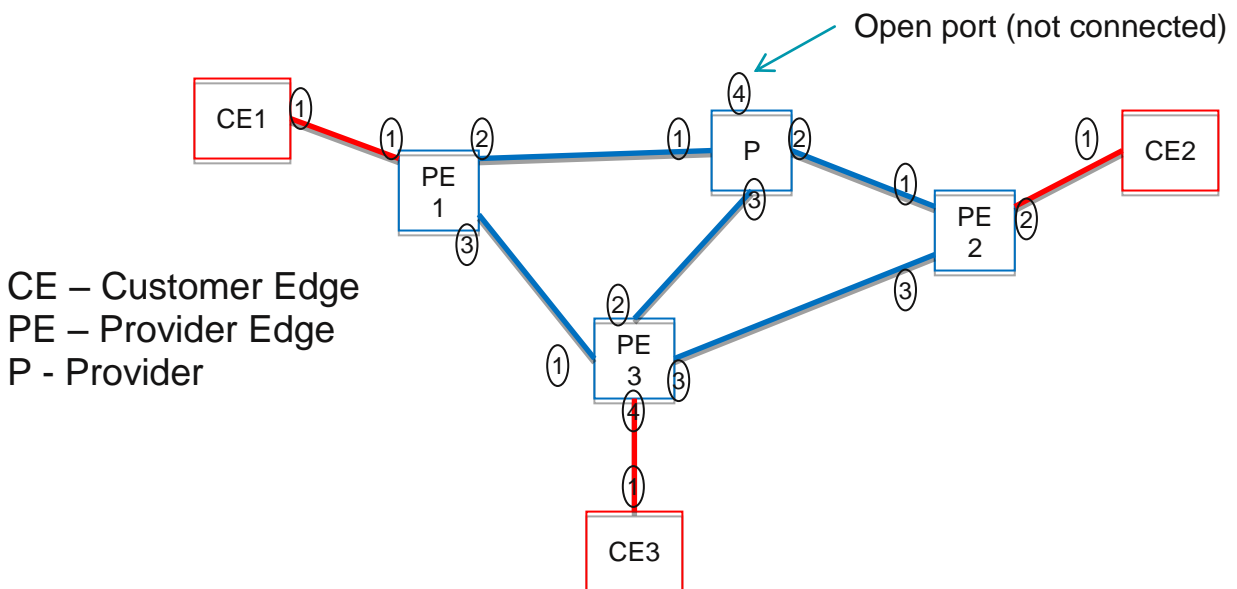 Open port (not connected)
4
CE1
1
1
2
1
P
2
1
CE2
PE
1
3
1
PE
2
2
3
CE – Customer Edge
PE – Provider Edge
P - Provider
3
2
1
PE
3
3
4
1
CE3